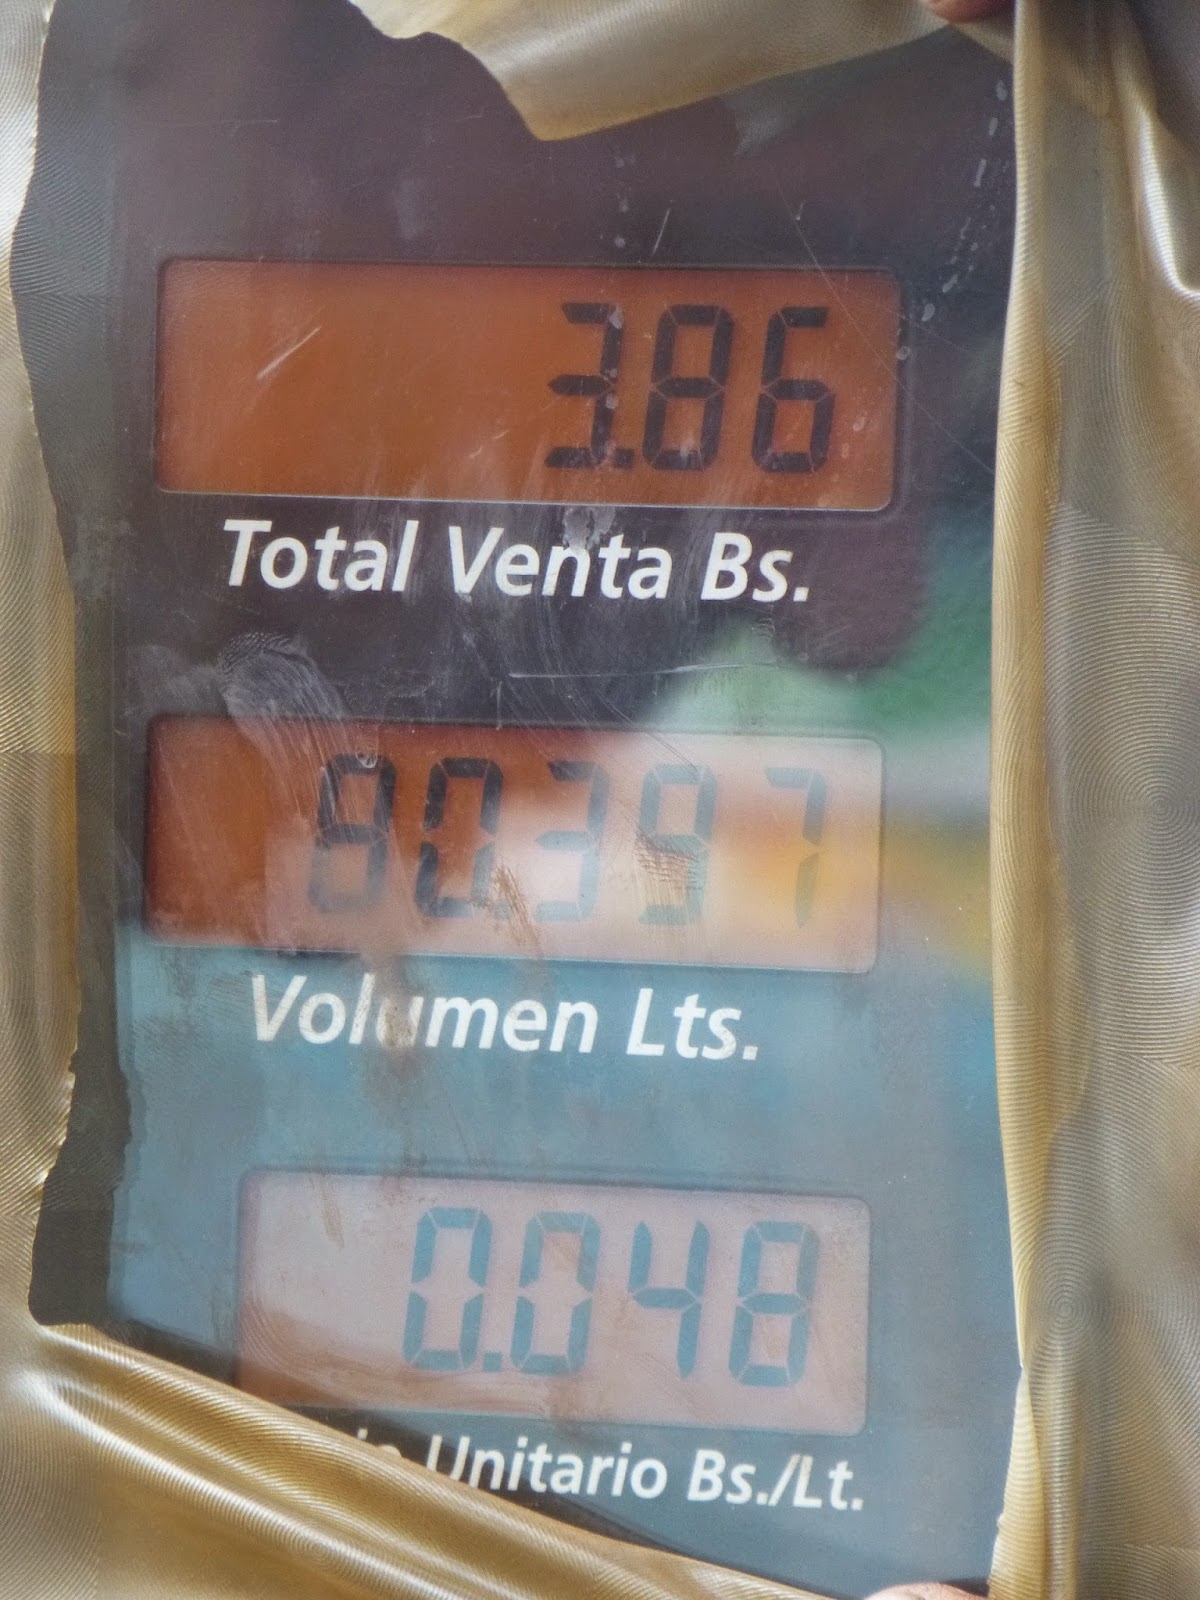 3.86
Total Venta Bs.
80.397
Volumen Lts.
0.048
Unitario Bs./Lt.